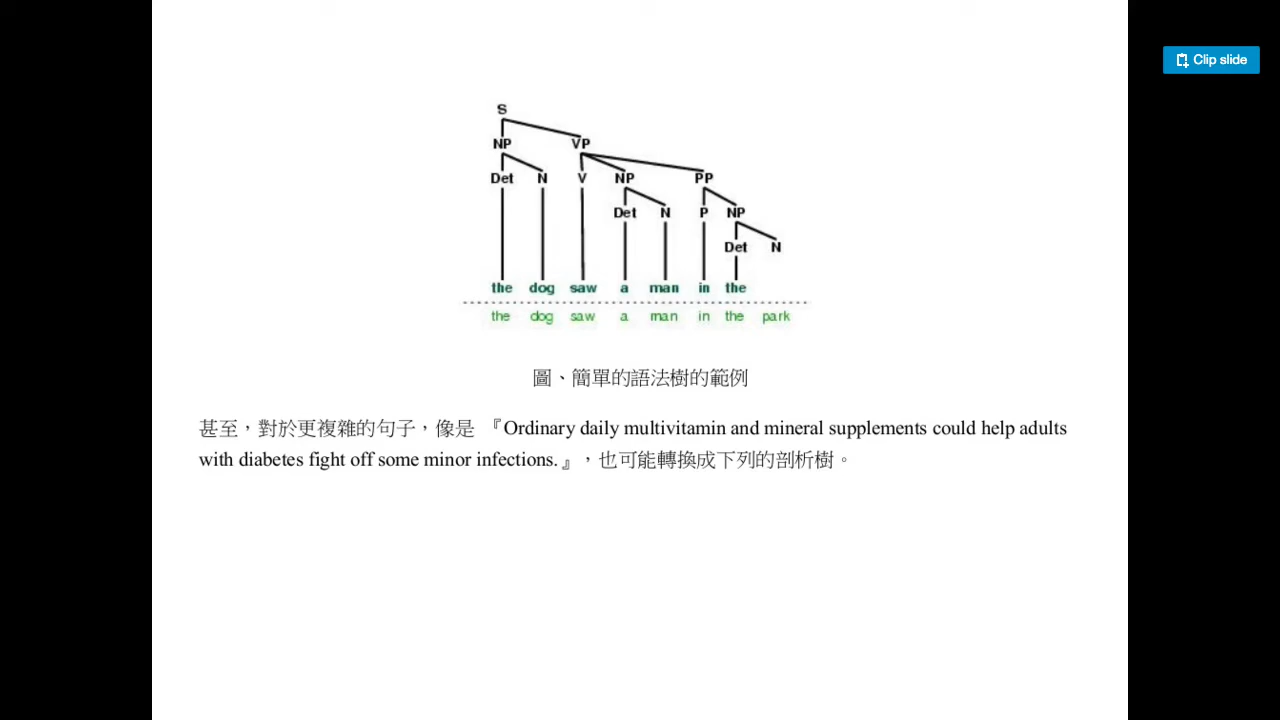 Clip slide
S
NP VP
Det N V NP PP
Det N P NP
Det N
the dog saw a man in the
the dog saw a man in the park
圖、簡單的語法樹的範例
甚至，對於更複雜的句子，像是 『Ordinary daily multivitamin and mineral supplements could help adults
with diabetes fight off some minor infections.』，也可能轉換成下列的剖析樹。